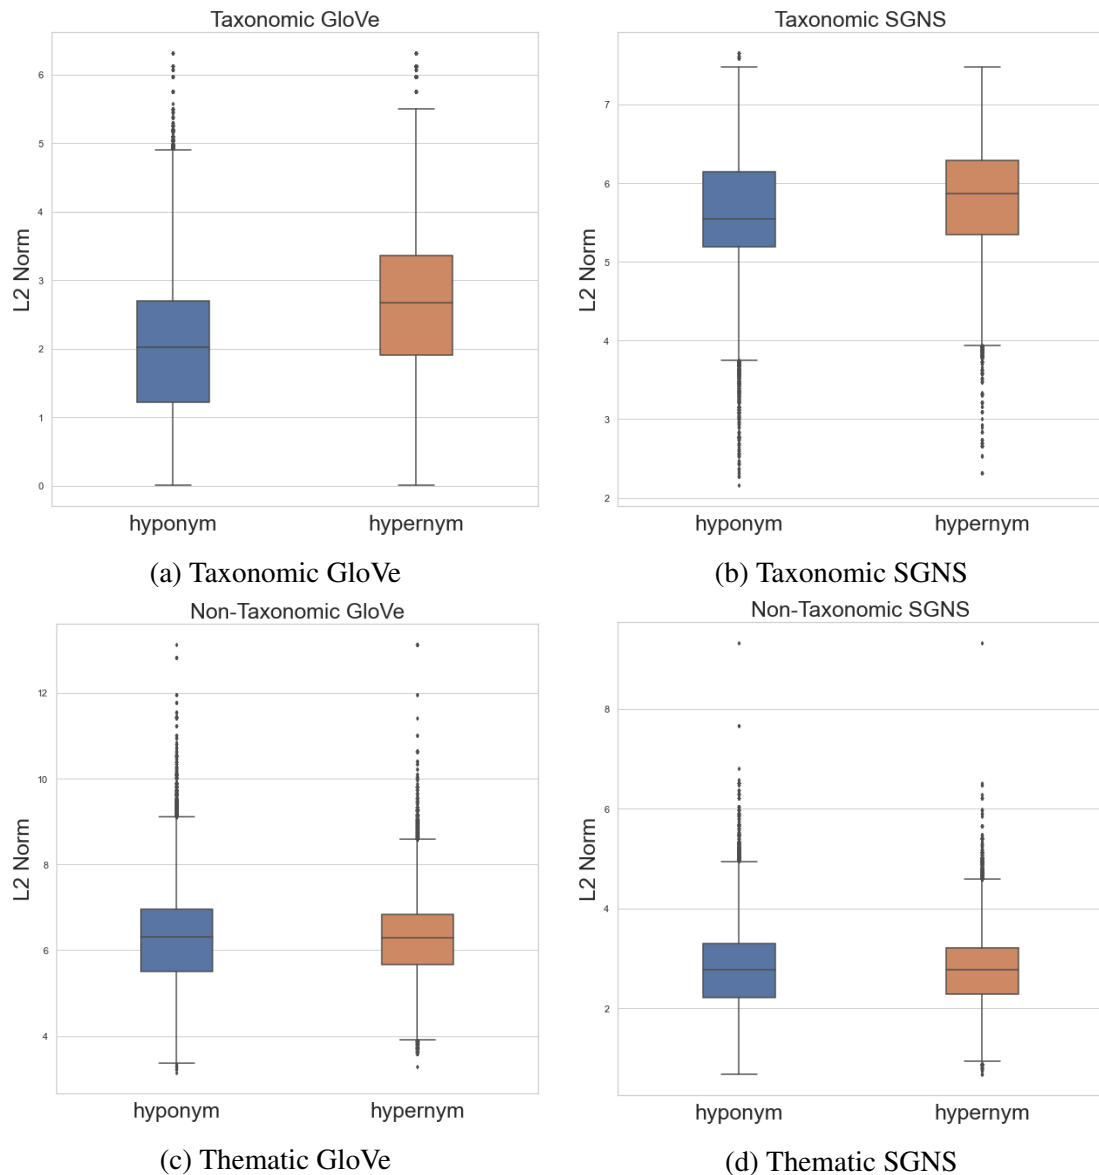 Taxonomic GloVe
6
5
4
3
2
1
0
L2 Norm
hyponym hypernym
(a) Taxonomic GloVe
Taxonomic SGNS
7
6
5
4
3
2
L2 Norm
hyponym hypernym
(b) Taxonomic SGNS
Non-Taxonomic GloVe
12
10
8
6
4
L2 Norm
hyponym hypernym
(c) Thematic GloVe
Non-Taxonomic SGNS
8
6
4
2
L2 Norm
hyponym hypernym
(d) Thematic SGNS